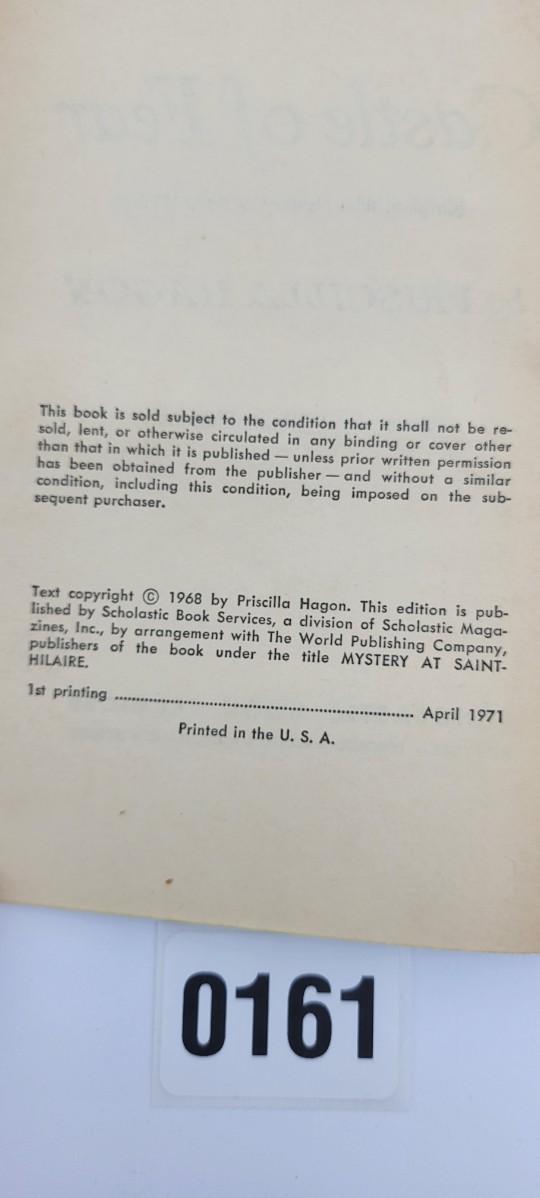 This book is sold subject to the condition that it shall not be re-
sold, lent, or otherwise circulated in any binding or cover other
than that in which it is published — unless prior written permission
has been obtained from the publisher — and without a similar
condition, including this condition, being imposed on the sub-
sequent purchaser.
Text copyright © 1968 by Priscilla Hagon. This edition is pub-
lished by Scholastic Book Services, a division of Scholastic Maga-
zines, Inc., by arrangement with The World Publishing Company,
publishers of the book under the title MYSTERY AT SAINT-
HILAIRE.
1st printing ............................................................... April 1971
Printed in the U. S. A.
0161